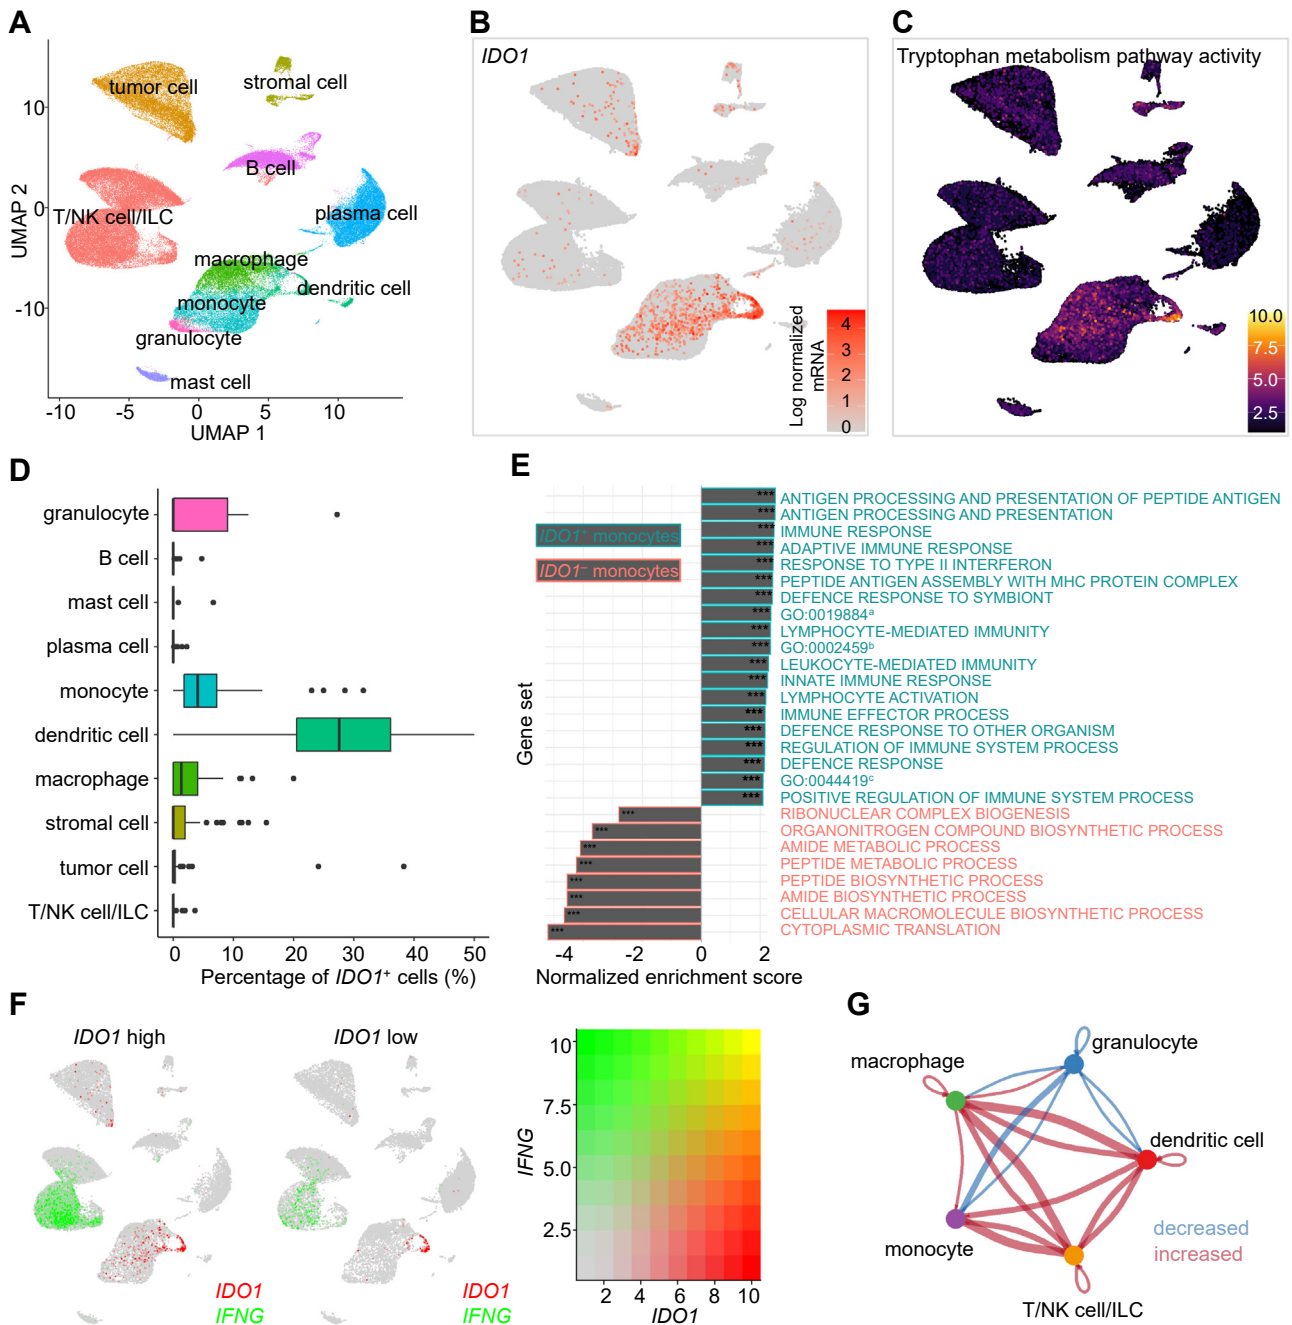 A
tumor cell
stromal cell
B cell
T/NK cell/ILC
plasma cell
macrophage
dendritic cell
monocyte
granulocyte
mast cell
10
0
-10
UMAP 2
-10
-5
0
5
10
UMAP 1
B
IDO1
Log normalized
mRNA
4
3
2
1
0
C
Tryptophan metabolism pathway activity
10.0
7.5
5.0
2.5
D
granulocyte
B cell
mast cell
plasma cell
monocyte
dendritic cell
macrophage
stromal cell
tumor cell
T/NK cell/ILC
0 10 20 30 40 50
Percentage of IDO1⁺ cells (%)
E
IDO1⁺ monocytes
IDO1⁻ monocytes
Gene set
*** ANTIGEN PROCESSING AND PRESENTATION OF PEPTIDE ANTIGEN
*** ANTIGEN PROCESSING AND PRESENTATION
*** IMMUNE RESPONSE
*** ADAPTIVE IMMUNE RESPONSE
*** RESPONSE TO TYPE II INTERFERON
*** PEPTIDE ANTIGEN ASSEMBLY WITH MHC PROTEIN COMPLEX
*** DEFENCE RESPONSE TO SYMBIONT
*** GO:0019884ᵃ
*** LYMPHOCYTE-MEDIATED IMMUNITY
*** GO:0002459ᵇ
*** LEUKOCYTE-MEDIATED IMMUNITY
*** INNATE IMMUNE RESPONSE
*** LYMPHOCYTE ACTIVATION
*** IMMUNE EFFECTOR PROCESS
*** DEFENCE RESPONSE TO OTHER ORGANISM
*** REGULATION OF IMMUNE SYSTEM PROCESS
*** DEFENCE RESPONSE
*** GO:0044419ᶜ
*** POSITIVE REGULATION OF IMMUNE SYSTEM PROCESS
*** RIBONUCLEAR COMPLEX BIOGENESIS
*** ORGANONITROGEN COMPOUND BIOSYNTHETIC PROCESS
*** AMIDE METABOLIC PROCESS
*** PEPTIDE METABOLIC PROCESS
*** PEPTIDE BIOSYNTHETIC PROCESS
*** AMIDE BIOSYNTHETIC PROCESS
*** CELLULAR MACROMOLECULE BIOSYNTHETIC PROCESS
*** CYTOPLASMIC TRANSLATION
-4 -2 0 2
Normalized enrichment score
F
IDO1 high
IDO1
IFNG
IDO1 low
IDO1
IFNG
10
7.5
5.0
2.5
IFNG
2 4 6 8 10
IDO1
G
granulocyte
macrophage
dendritic cell
monocyte
T/NK cell/ILC
decreased
increased